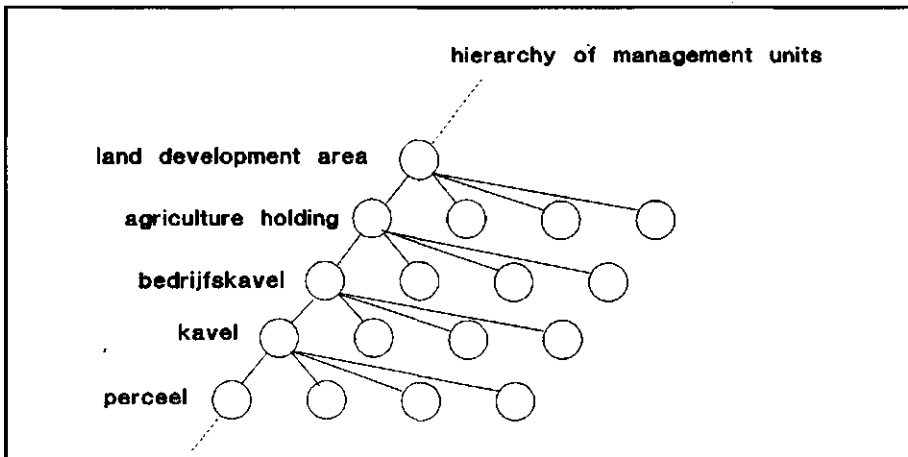 hierarchy of management units
land development area
agriculture holding
bedrijfskavel
kavel
perceel